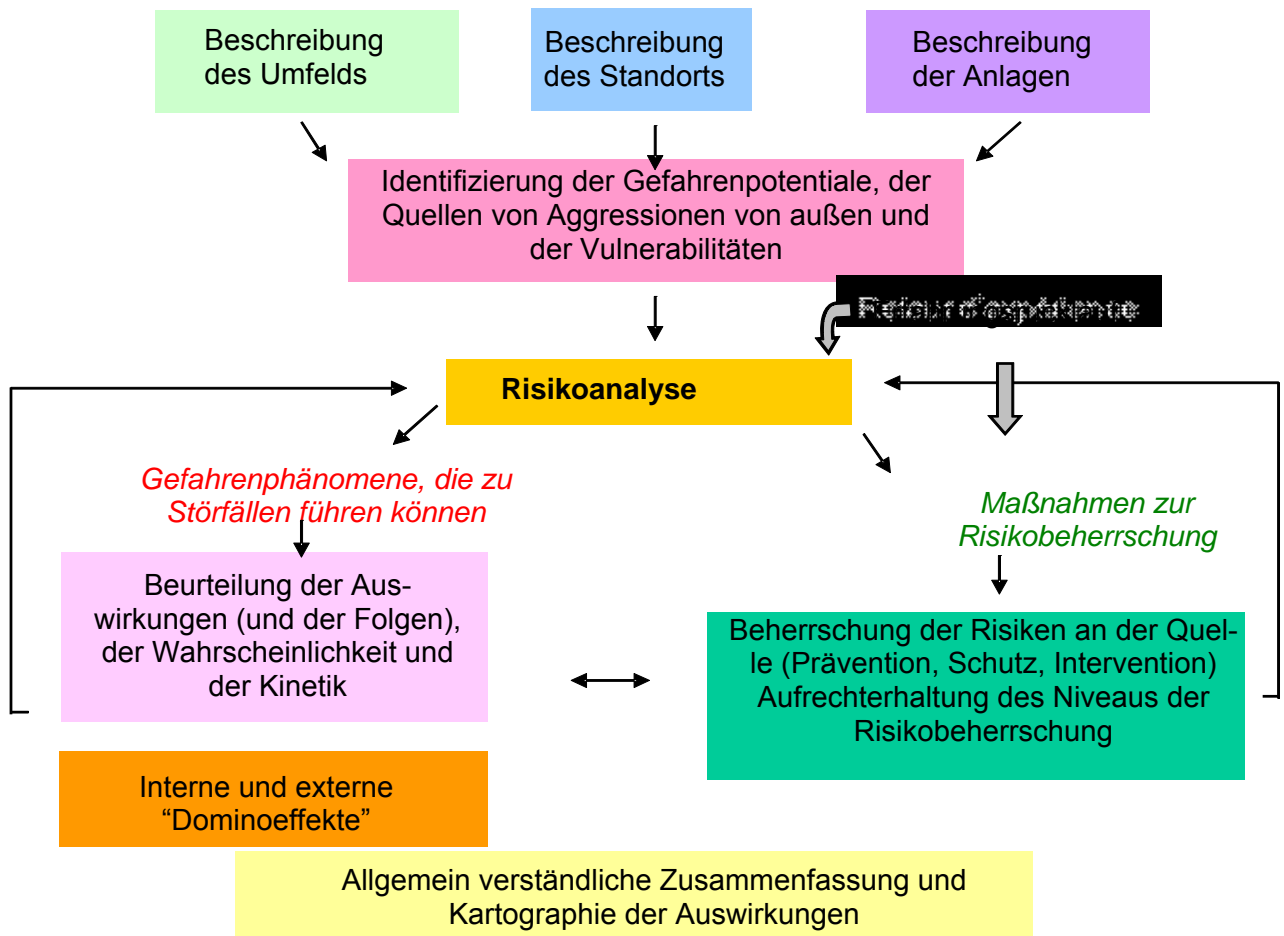 Beschreibung
des Umfelds
Beschreibung
des Standorts
Beschreibung
der Anlagen
Identifizierung der Gefahrenpotentiale, der
Quellen von Aggressionen von außen und
der Vulnerabilitäten
Retour d'expérience
Risikoanalyse
Gefahrenphänomene, die zu
Störfällen führen können
Maßnahmen zur
Risikobeherrschung
Beurteilung der Aus-
wirkungen (und der Folgen),
der Wahrscheinlichkeit und
der Kinetik
Beherrschung der Risiken an der Quel-
le (Prävention, Schutz, Intervention)
Aufrechterhaltung des Niveaus der
Risikobeherrschung
Interne und externe
“Dominoeffekte”
Allgemein verständliche Zusammenfassung und
Kartographie der Auswirkungen